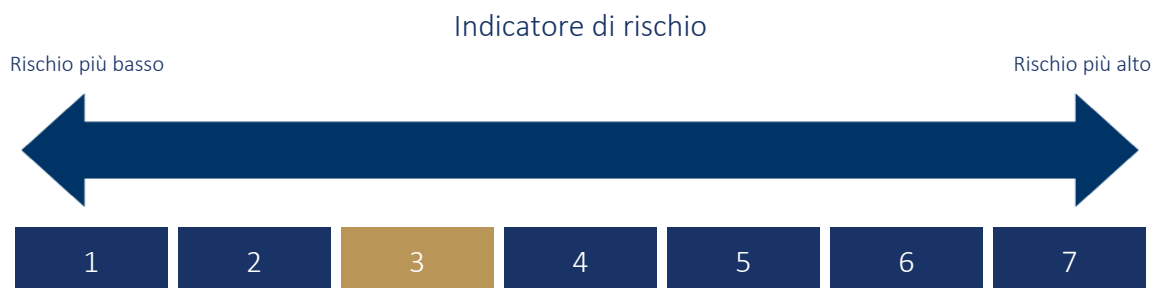 Indicatore di rischio
Rischio più basso Rischio più alto
1 2 3 4 5 6 7